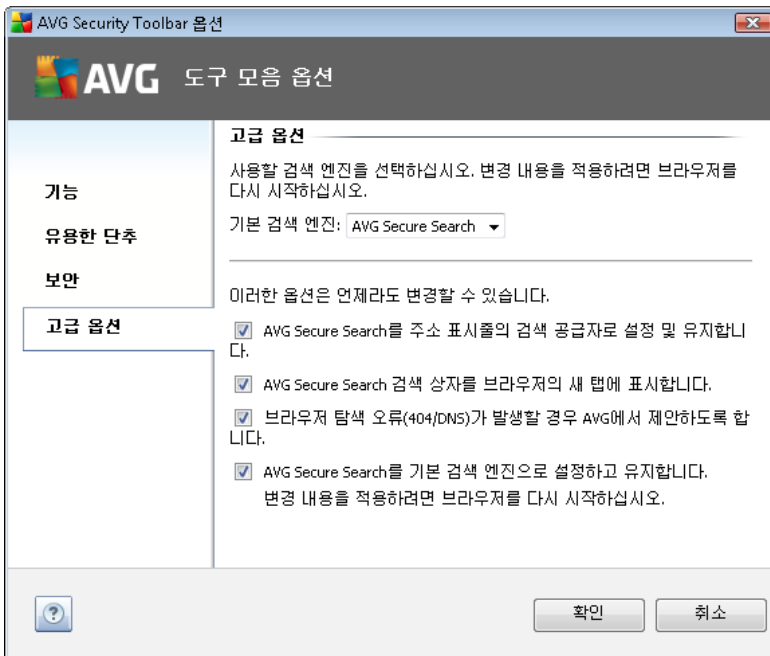 AVG Security Toolbar 옵션
AVG 도구 모음 옵션
기능
유용한 단추
보안
고급 옵션
고급 옵션
사용할 검색 엔진을 선택하십시오. 변경 내용을 적용하려면 브라우저를
다시 시작하십시오.
기본 검색 엔진: AVG Secure Search
이러한 옵션은 언제라도 변경할 수 있습니다.
AVG Secure Search를 주소 표시줄의 검색 공급자로 설정 및 유지합니
다.
AVG Secure Search 검색 상자를 브라우저의 새 탭에 표시합니다.
브라우저 탐색 오류(404/DNS)가 발생할 경우 AVG에서 제안하도록 합
니다.
AVG Secure Search를 기본 검색 엔진으로 설정하고 유지합니다.
변경 내용을 적용하려면 브라우저를 다시 시작하십시오.
?
확인
취소